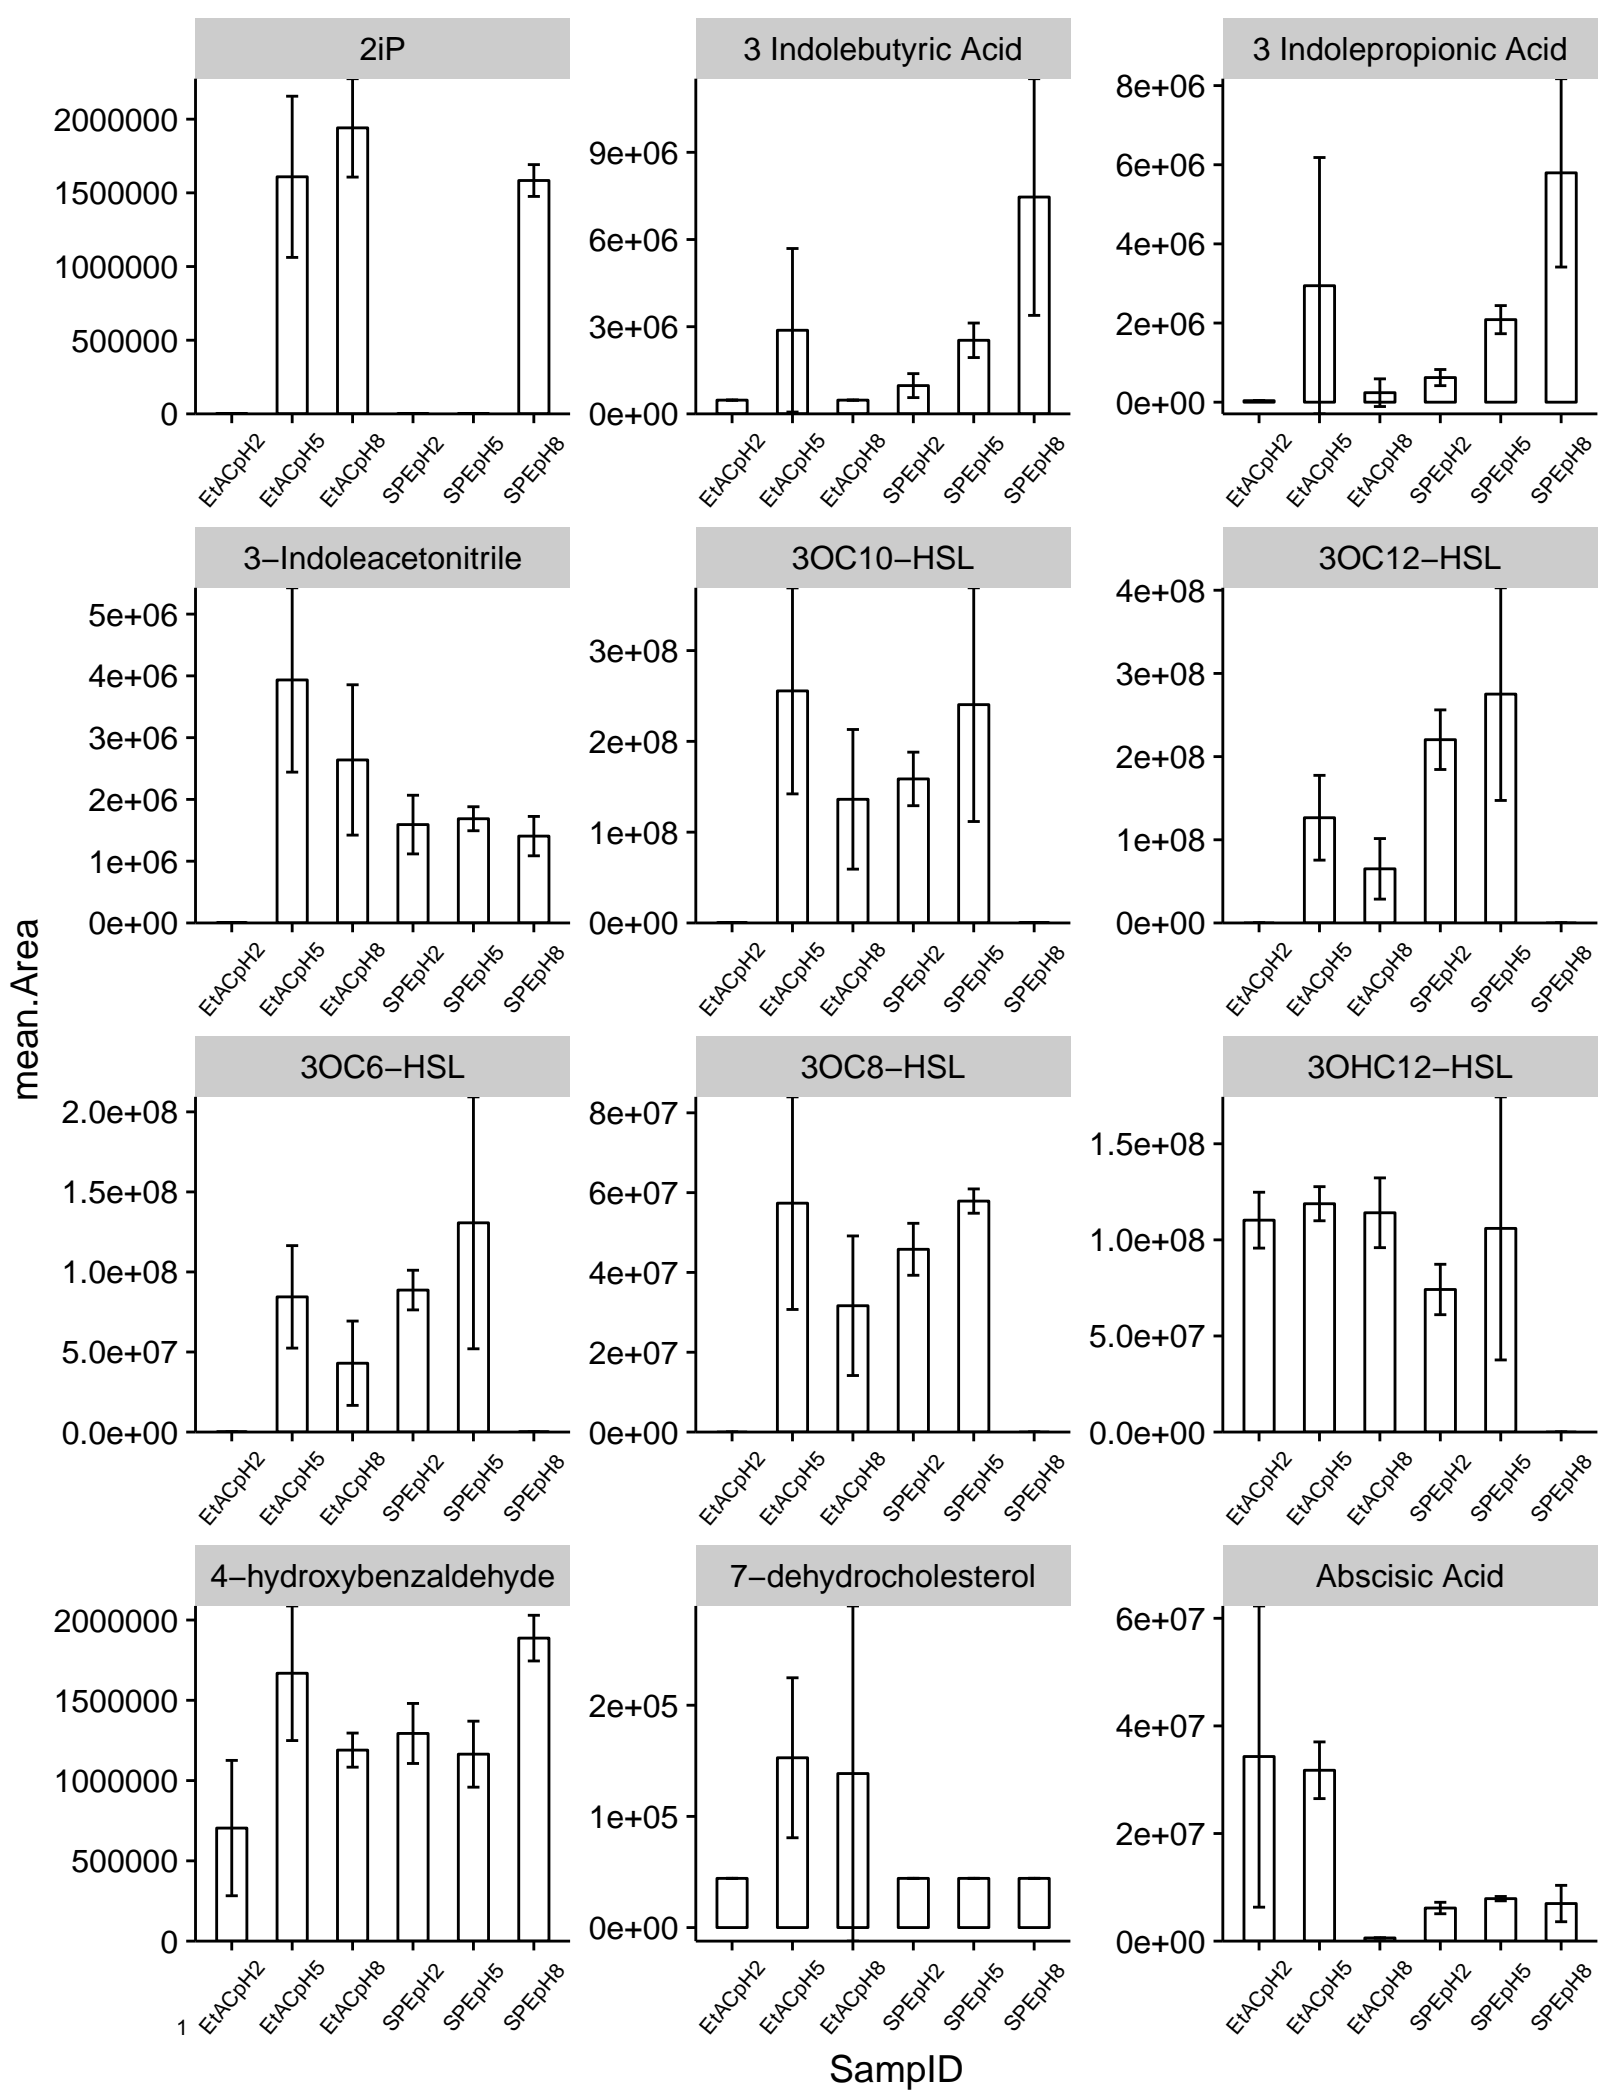 2iP
3 Indolebutyric Acid
3 Indolepropionic Acid
2000000
1500000
1000000
500000
0
9e+06
6e+06
3e+06
0e+00
8e+06
6e+06
4e+06
2e+06
0e+00
EtACpH2 EtACpH5 EtACpH8 SPEpH2 SPEpH5 SPEpH8
EtACpH2 EtACpH5 EtACpH8 SPEpH2 SPEpH5 SPEpH8
EtACpH2 EtACpH5 EtACpH8 SPEpH2 SPEpH5 SPEpH8
3−Indoleacetonitrile
3OC10−HSL
3OC12−HSL
5e+06
4e+06
3e+06
2e+06
1e+06
0e+00
3e+08
2e+08
1e+08
0e+00
4e+08
3e+08
2e+08
1e+08
0e+00
EtACpH2 EtACpH5 EtACpH8 SPEpH2 SPEpH5 SPEpH8
EtACpH2 EtACpH5 EtACpH8 SPEpH2 SPEpH5 SPEpH8
EtACpH2 EtACpH5 EtACpH8 SPEpH2 SPEpH5 SPEpH8
mean.Area
3OC6−HSL
3OC8−HSL
3OHC12−HSL
2.0e+08
1.5e+08
1.0e+08
5.0e+07
0.0e+00
8e+07
6e+07
4e+07
2e+07
0e+00
1.5e+08
1.0e+08
5.0e+07
0.0e+00
EtACpH2 EtACpH5 EtACpH8 SPEpH2 SPEpH5 SPEpH8
EtACpH2 EtACpH5 EtACpH8 SPEpH2 SPEpH5 SPEpH8
EtACpH2 EtACpH5 EtACpH8 SPEpH2 SPEpH5 SPEpH8
4−hydroxybenzaldehyde
7−dehydrocholesterol
Abscisic Acid
2000000
1500000
1000000
500000
0
2e+05
1e+05
0e+00
6e+07
4e+07
2e+07
0e+00
EtACpH2 EtACpH5 EtACpH8 SPEpH2 SPEpH5 SPEpH8
EtACpH2 EtACpH5 EtACpH8 SPEpH2 SPEpH5 SPEpH8
EtACpH2 EtACpH5 EtACpH8 SPEpH2 SPEpH5 SPEpH8
1
SampID